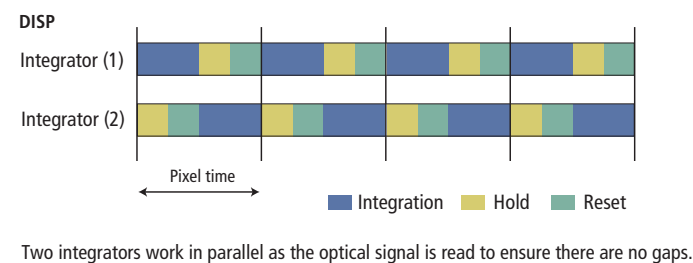 DISP
Integrator (1)
Integrator (2)
Pixel time
Integration Hold Reset
Two integrators work in parallel as the optical signal is read to ensure there are no gaps.